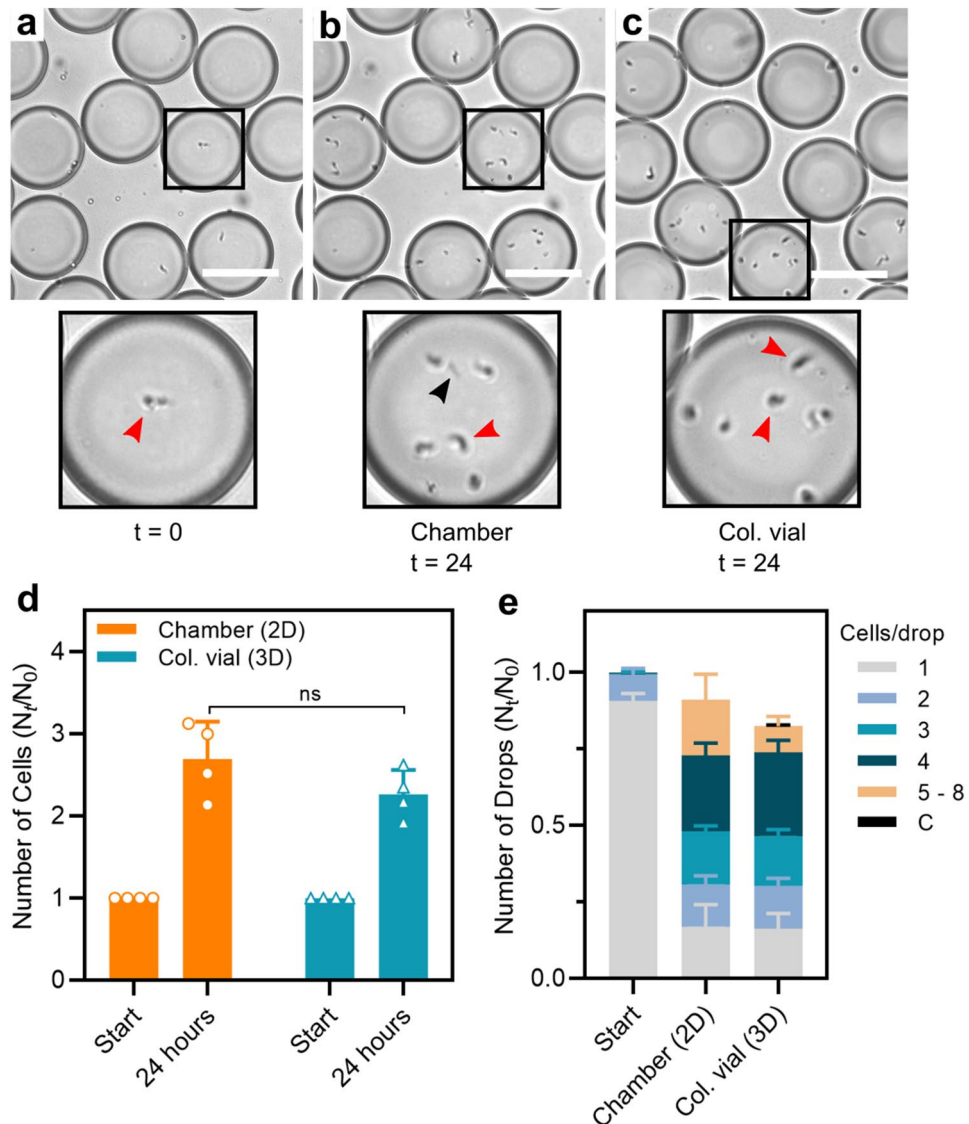 a
b
c
t = 0
Chamber
t = 24
Col. vial
t = 24
d
Number of Cells (Nt/N0)
4
3
2
1
0
Chamber (2D)
Col. vial (3D)
ns
Start
24 hours
Start
24 hours
e
Number of Drops (Nt/N0)
1.0
0.5
0.0
Start
Chamber (2D)
Col. vial (3D)
Cells/drop
1
2
3
4
5 - 8
C